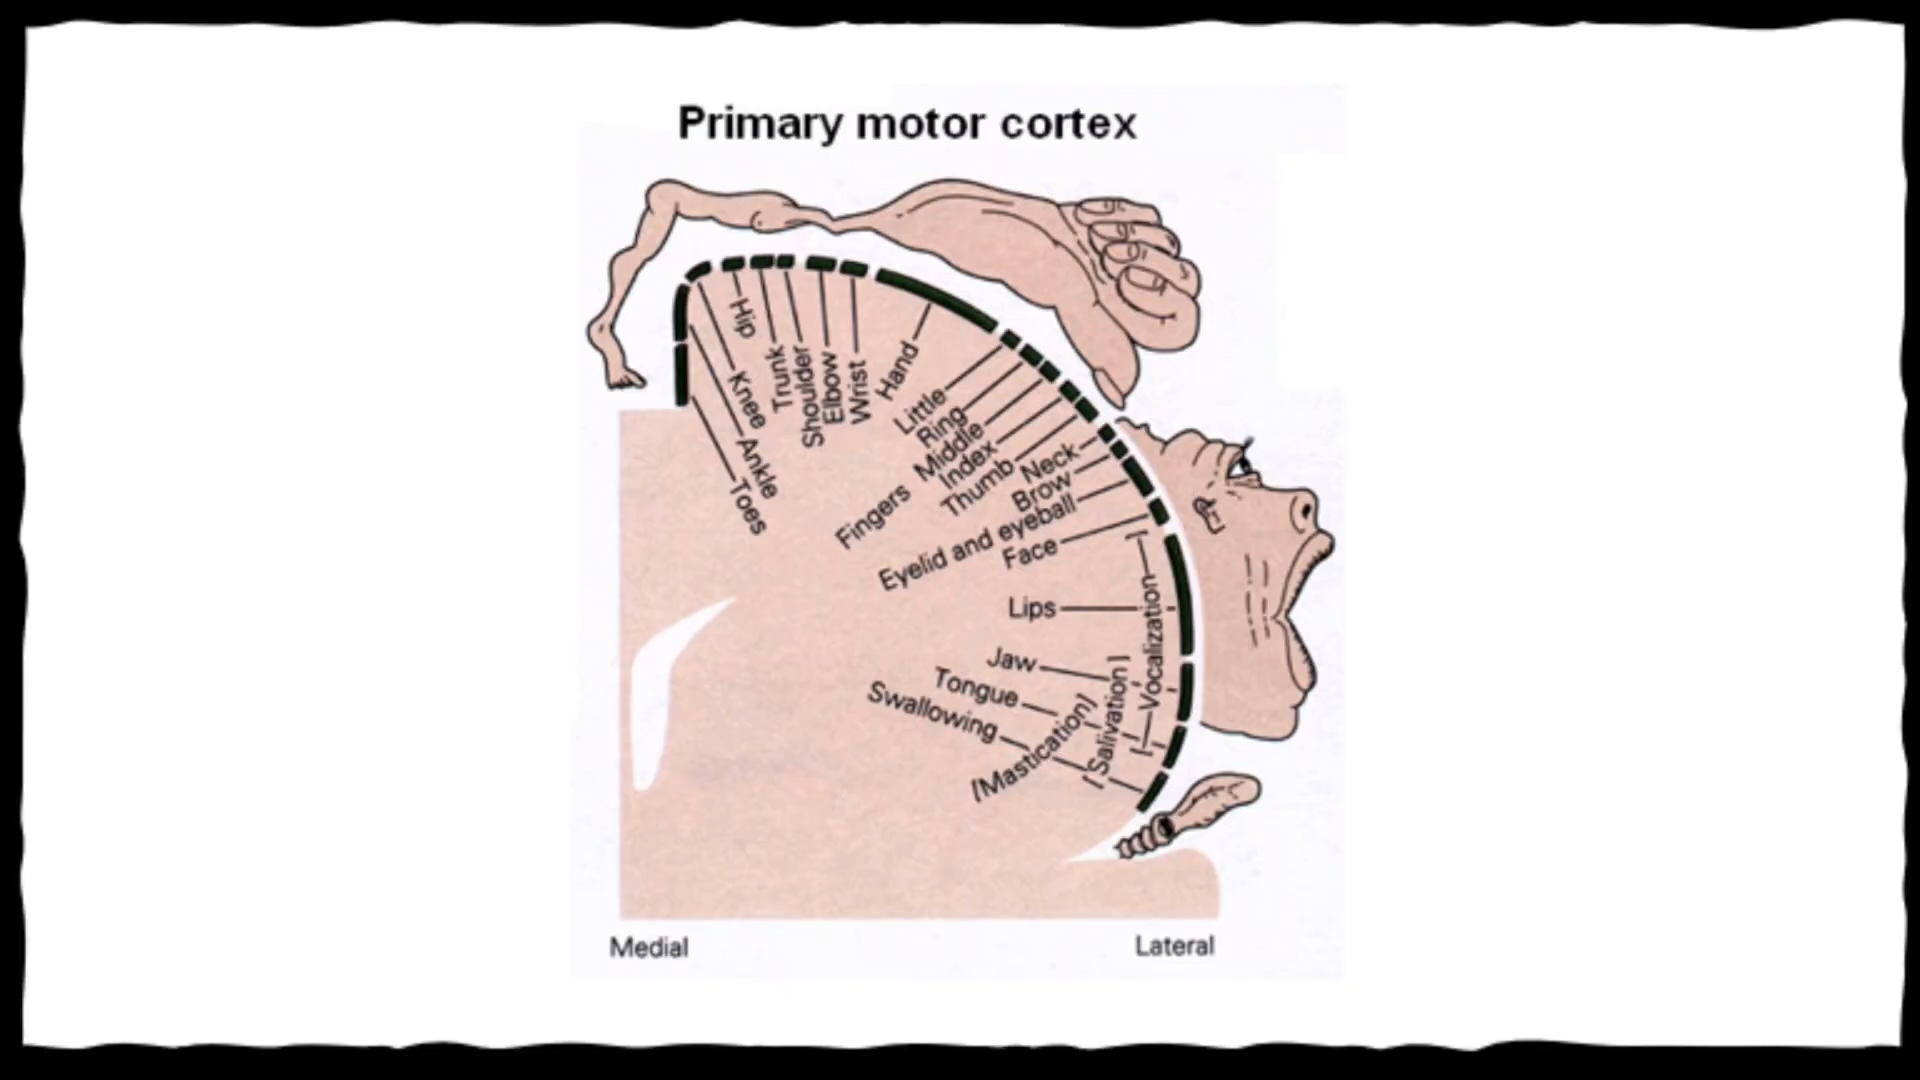 Primary motor cortex
Toes
Ankle
Knee
Hip
Trunk
Shoulder
Elbow
Wrist
Hand
Little
Ring
Middle
Index
Thumb
Fingers
Neck
Brow
Eyelid and eyeball
Face
Lips
Jaw
Tongue
Swallowing
[Mastication]
[Salivation]
[Vocalization]
Medial
Lateral